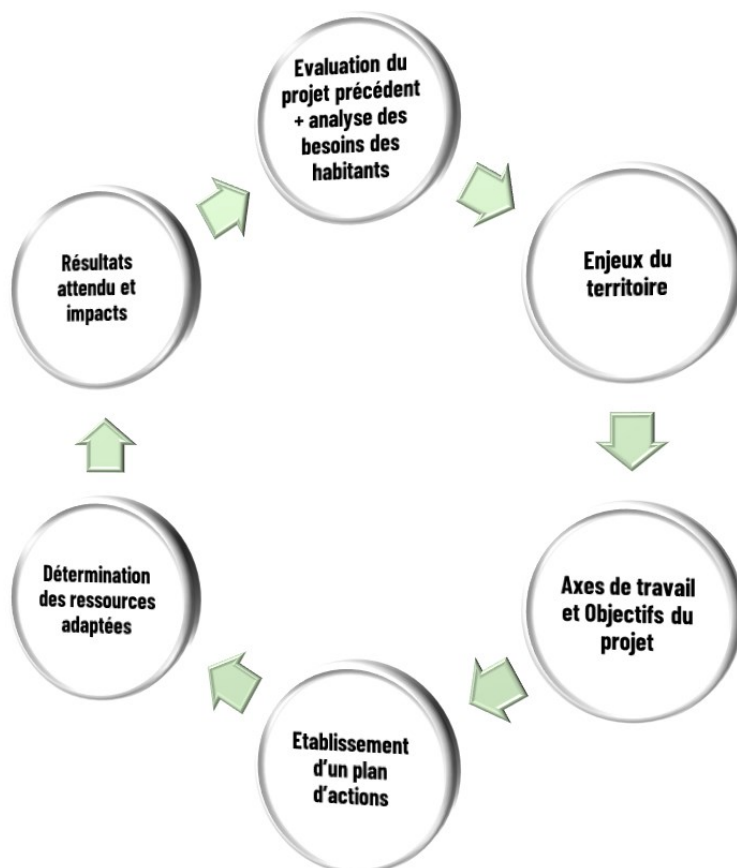 Evaluation du
projet précédent
+ analyse des
besoins des
habitants
Enjeux du
territoire
Axes de travail
et Objectifs du
projet
Etablissement
d'un plan
d'actions
Détermination
des ressources
adaptées
Résultats
attendu et
impacts